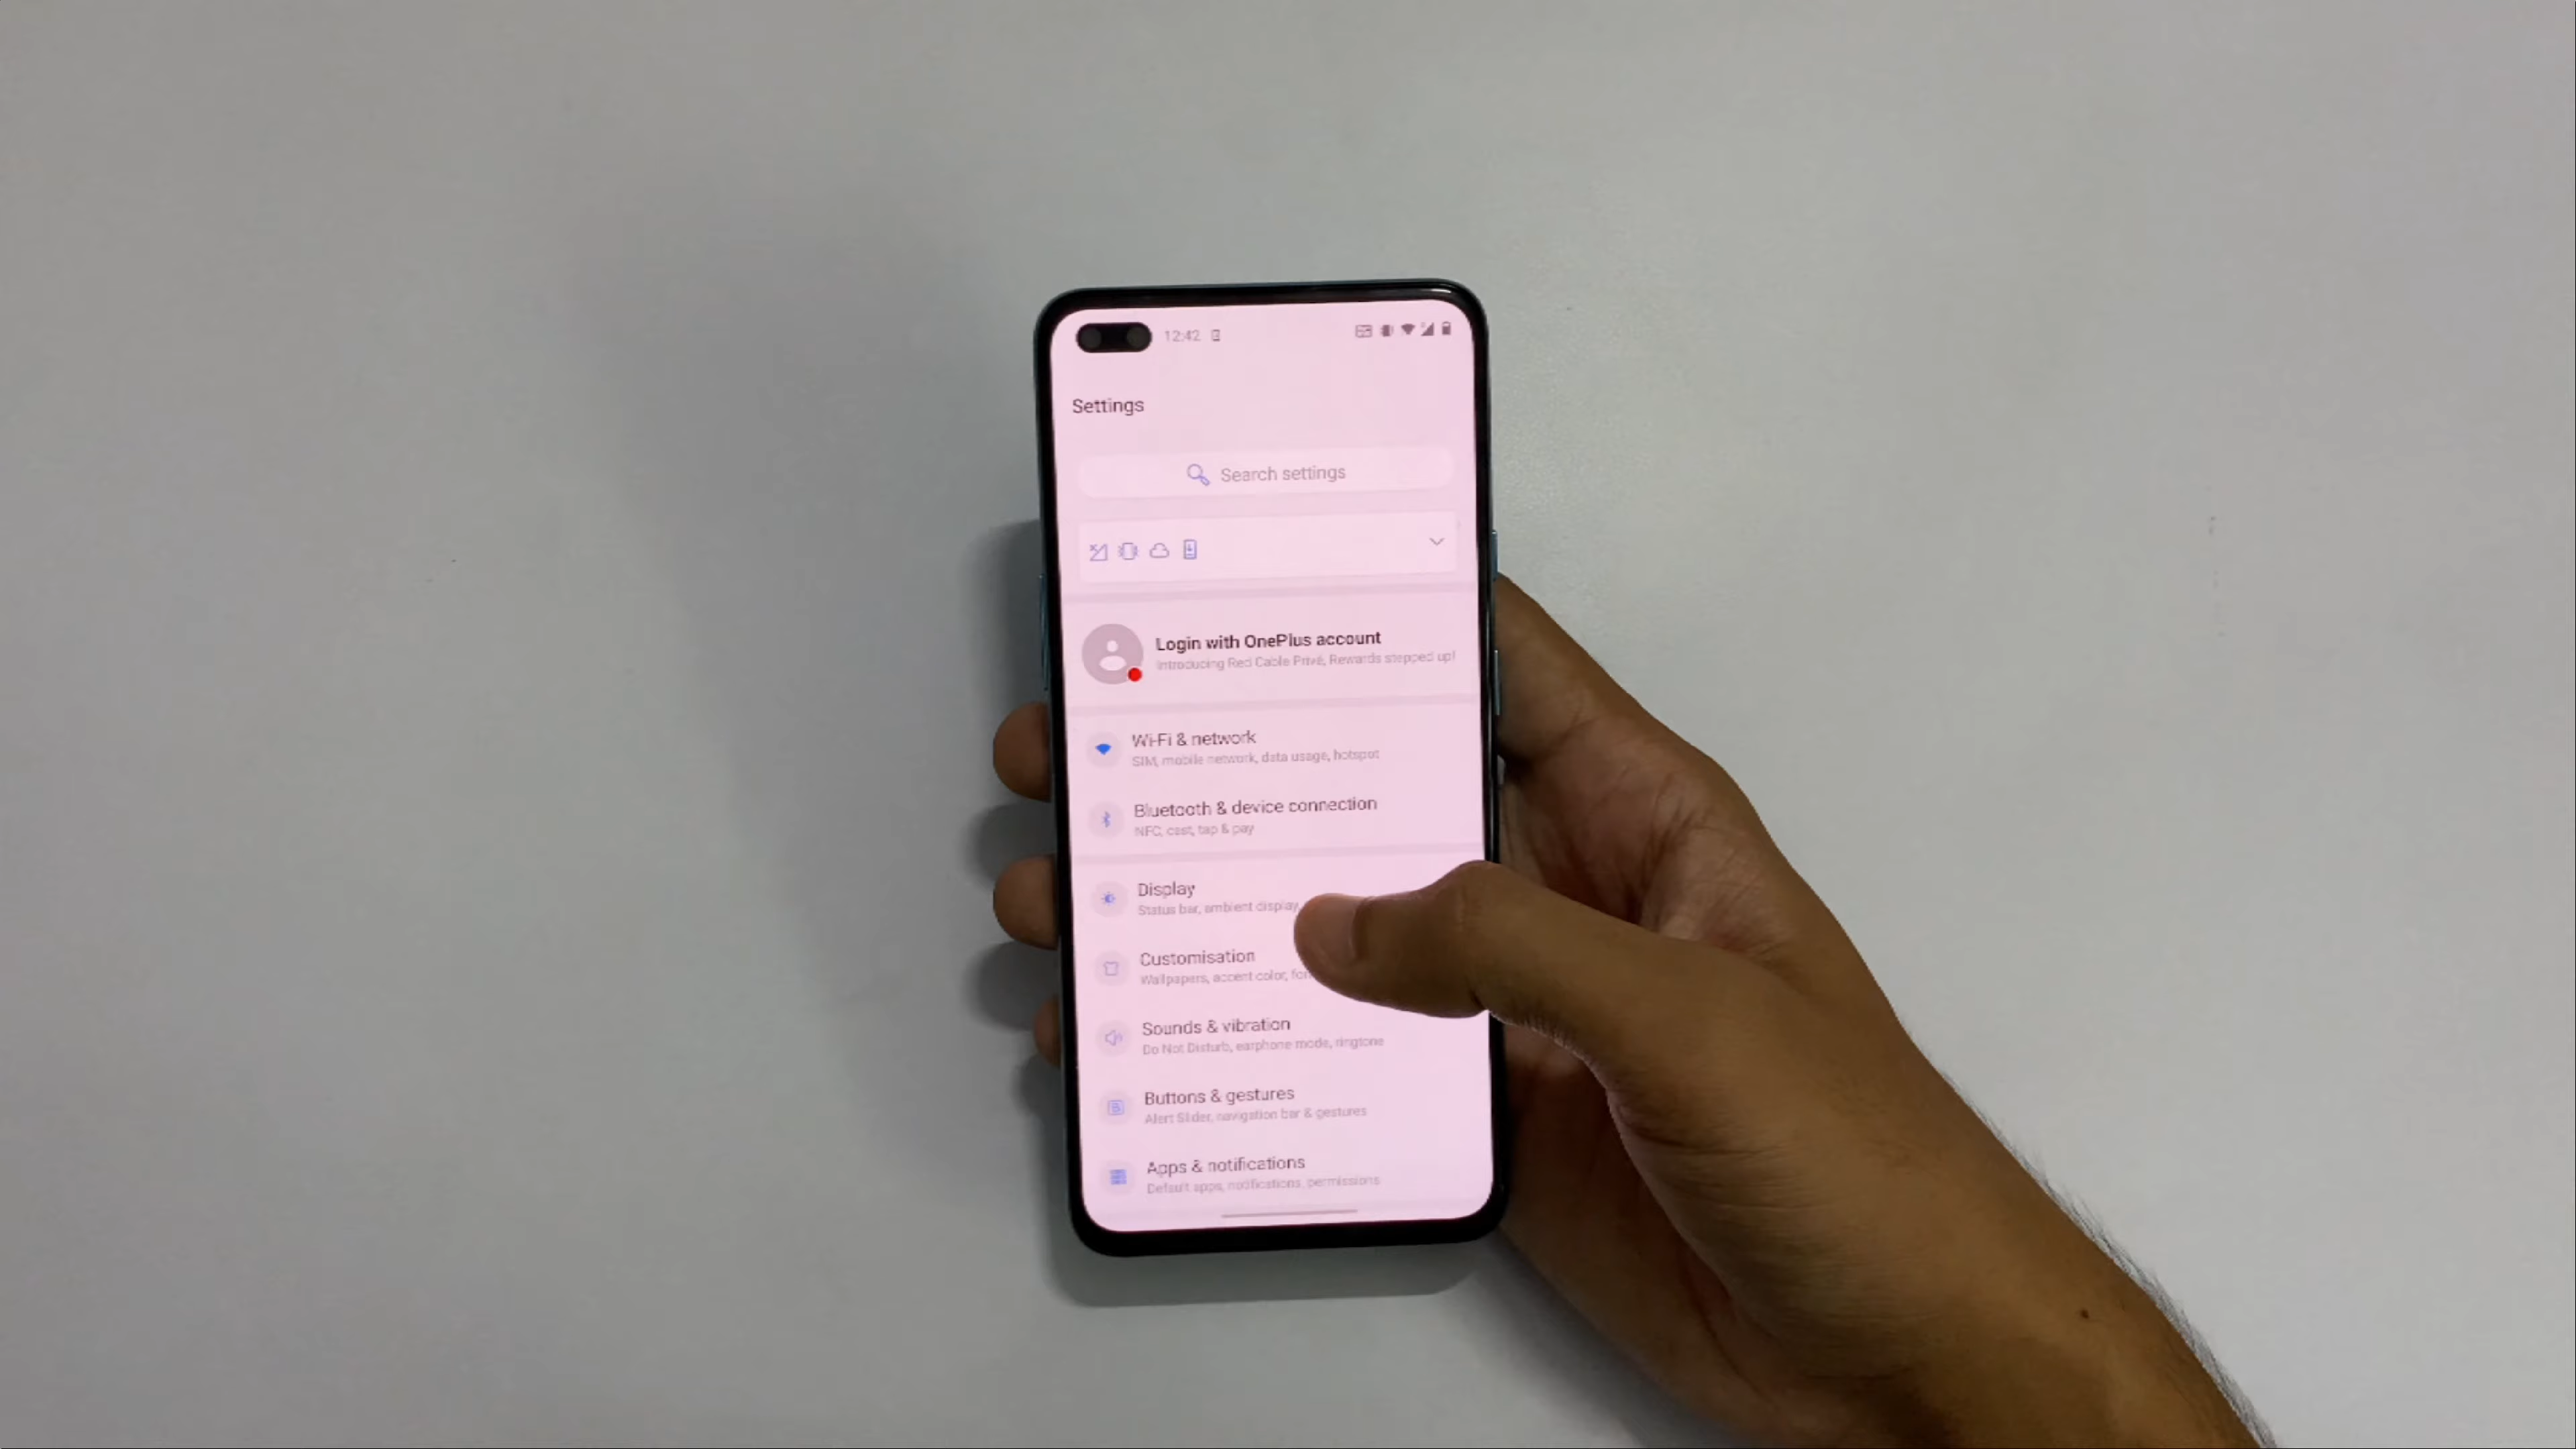 12:42
Settings
Search settings
Login with OnePlus account
Introducing Red Cable Privé, Rewards stepped up!
Wi-Fi & network
SIM, mobile network, data usage, hotspot
Bluetooth & device connection
NFC, cast, tap & pay
Display
Status bar, ambient display,
Customisation
Wallpapers, accent color,
Sounds & vibration
Do Not Disturb, earphone mode, ringtone
Buttons & gestures
Alert Slider, navigation bar & gestures
Apps & notifications
Default apps, notifications, permissions